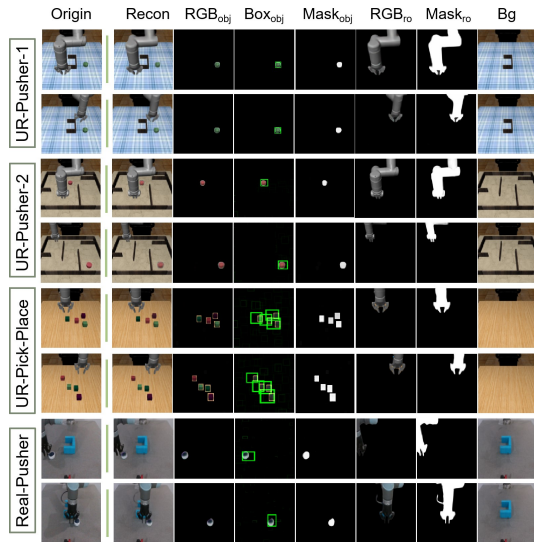 Origin Recon RGBobj Boxobj Maskobj RGBro Maskro Bg
UR-Pusher-1
UR-Pusher-2
UR-Pick-Place
Real-Pusher